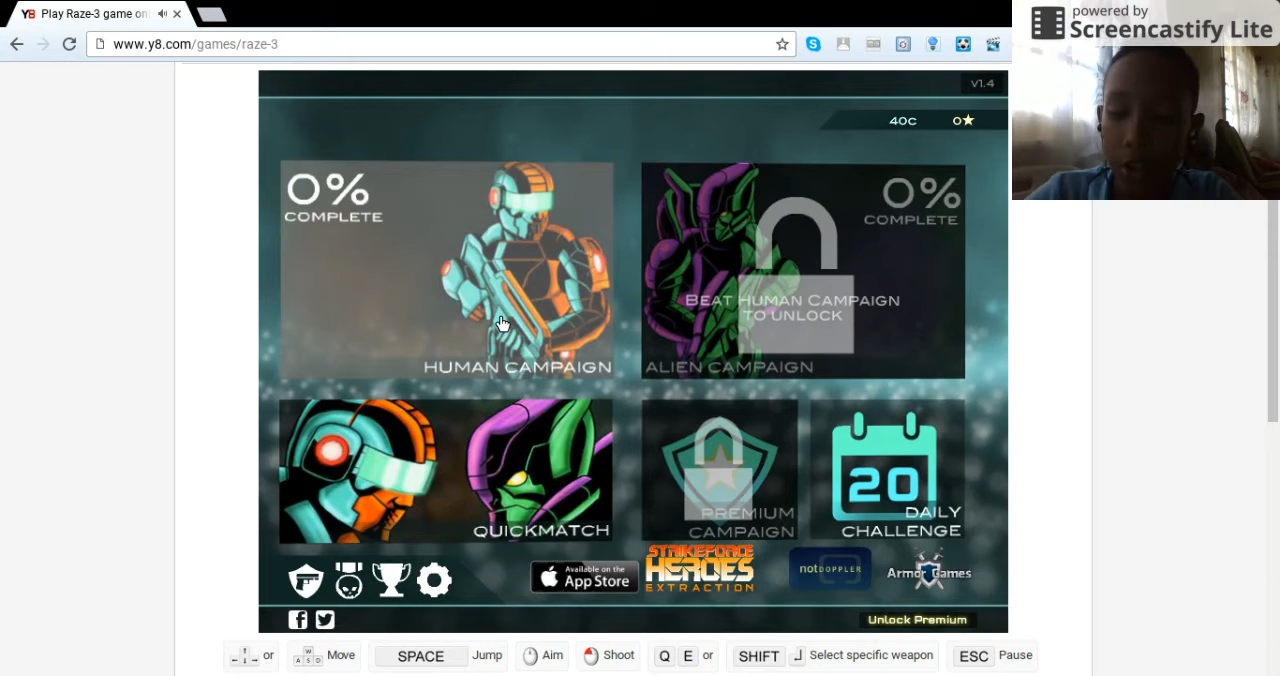 Y8 Play Raze-3 game on
powered by
Screencastify Lite
www.y8.com/games/raze-3
V1.4
40C 0★
0%
COMPLETE
0%
COMPLETE
BEAT HUMAN CAMPAIGN
TO UNLOCK
HUMAN CAMPAIGN
ALIEN CAMPAIGN
20
QUICKMATCH
PREMIUM
CAMPAIGN
DAILY
CHALLENGE
Available on the
App Store
STRIKEFORCE
HEROES
EXTRACTION
notDOPPLER
Armor Games
Unlock Premium
or W A S D Move SPACE Jump Aim Shoot Q E or SHIFT Select specific weapon ESC Pause